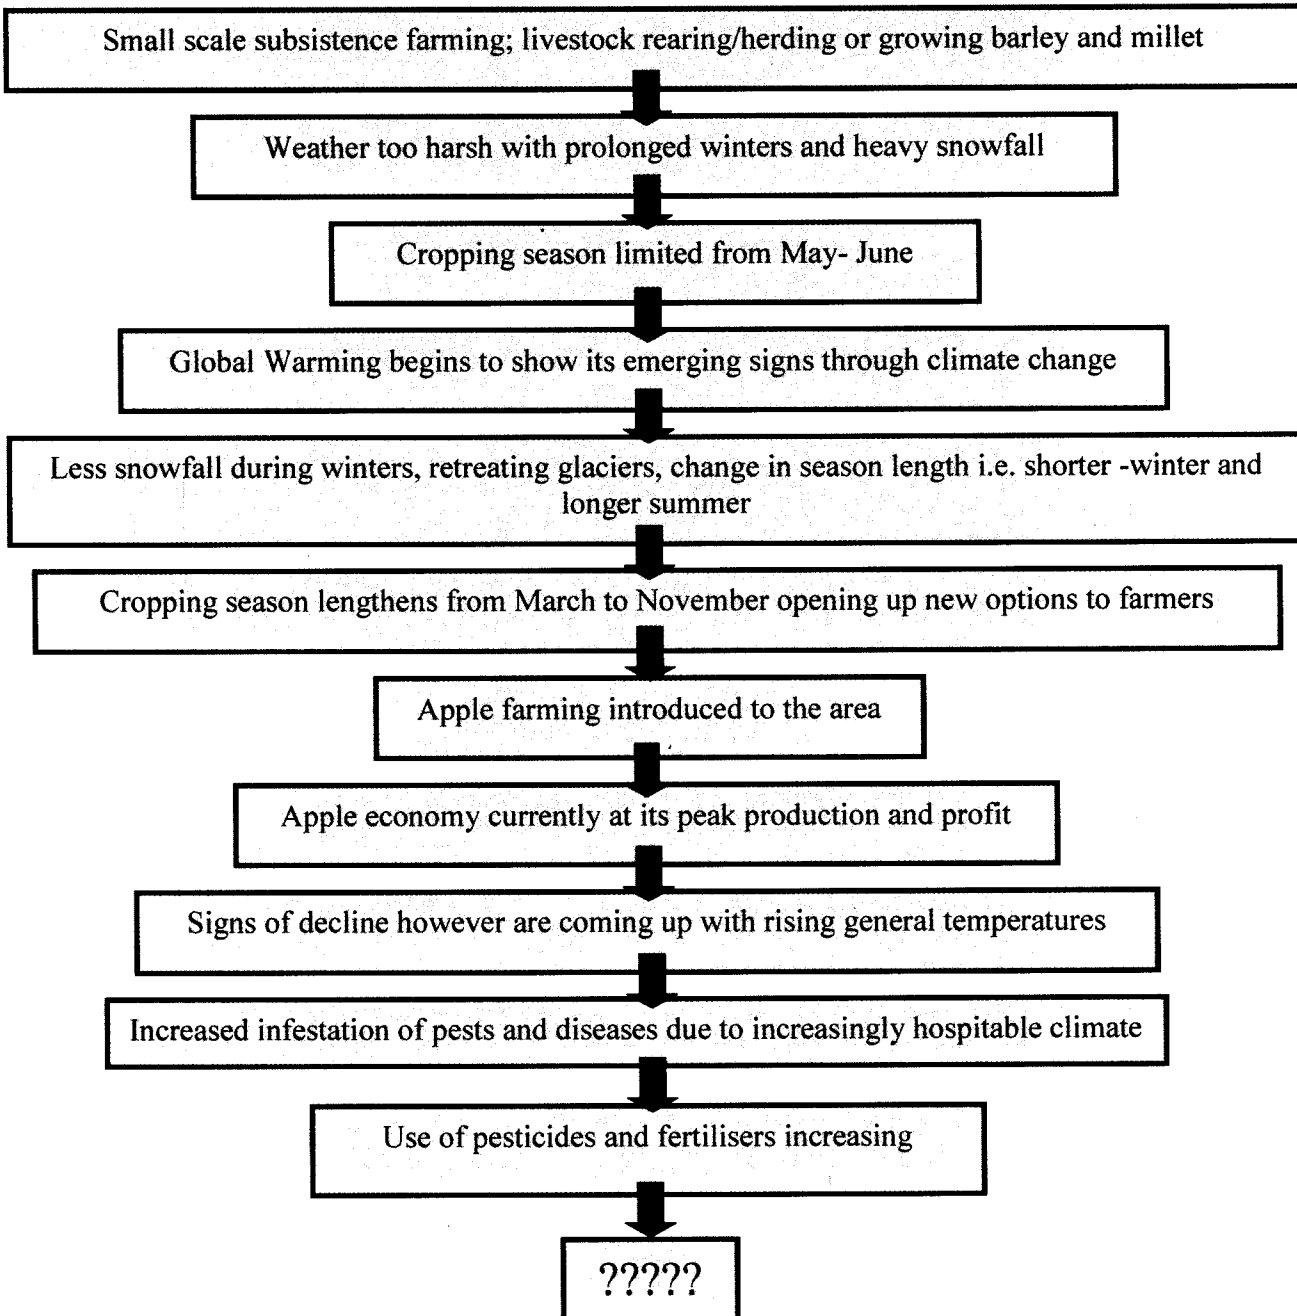 Small scale subsistence farming; livestock rearing/herding or growing barley and millet
Weather too harsh with prolonged winters and heavy snowfall
Cropping season limited from May- June
Global Warming begins to show its emerging signs through climate change
Less snowfall during winters, retreating glaciers, change in season length i.e. shorter -winter and
longer summer
Cropping season lengthens from March to November opening up new options to farmers
Apple farming introduced to the area
Apple economy currently at its peak production and profit
Signs of decline however are coming up with rising general temperatures
Increased infestation of pests and diseases due to increasingly hospitable climate
Use of pesticides and fertilisers increasing
?????